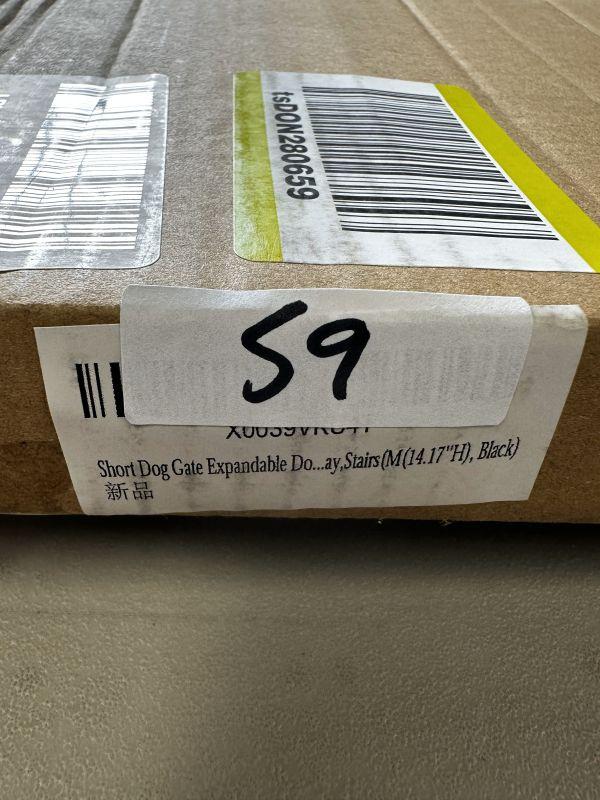 tsDON280659
59
Short Dog Gate Expandable Do...ay,Stairs(M(14.17"H), Black)
新品